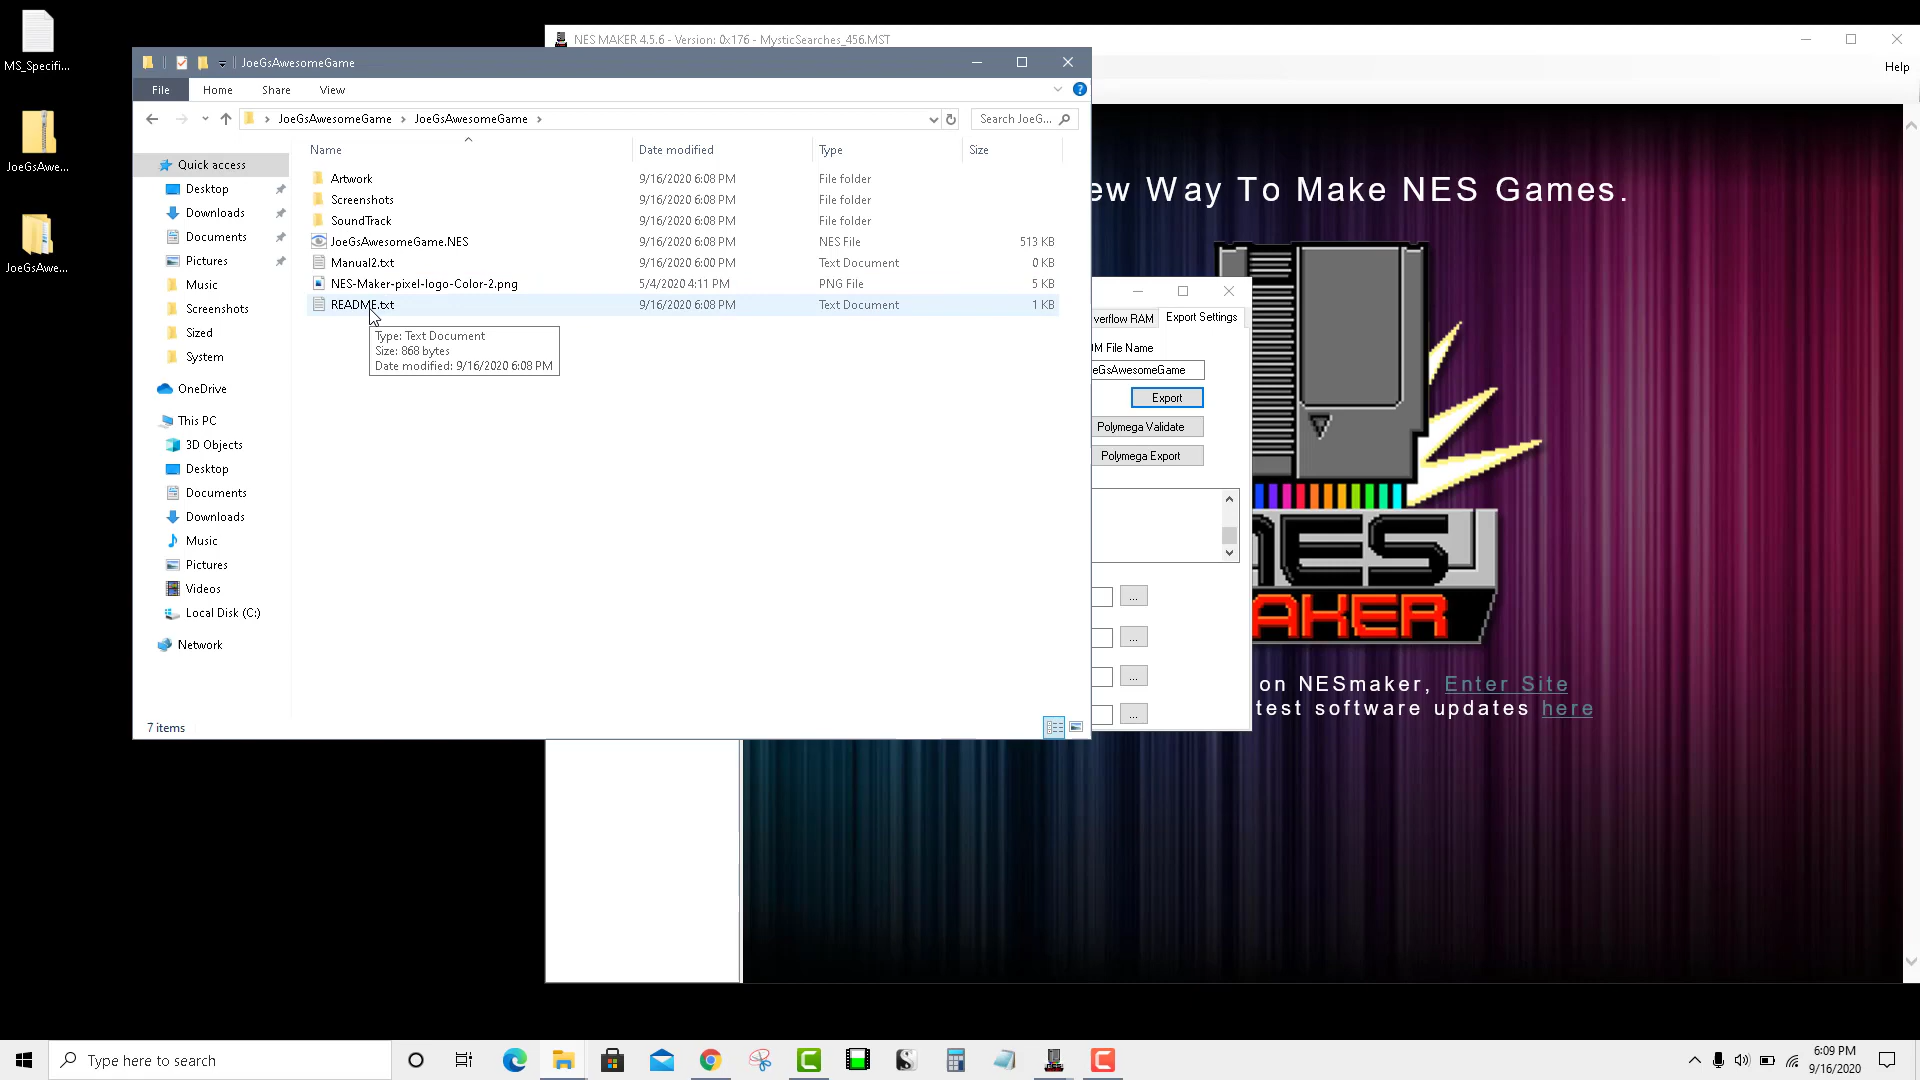 MS_Specifi...
JoeGsAwe...
JoeGsAwe...
NES MAKER 4.5.6 - Version: 0x176 - MysticSearches_456.MST
Help
JoeGsAwesomeGame
File Home Share View
JoeGsAwesomeGame > JoeGsAwesomeGame >
Search JoeG...
Name Date modified Type Size
Quick access
Desktop
Downloads
Documents
Pictures
Music
Screenshots
Sized
System
OneDrive
This PC
3D Objects
Desktop
Documents
Downloads
Music
Pictures
Videos
Local Disk (C:)
Network
Artwork 9/16/2020 6:08 PM File folder
Screenshots 9/16/2020 6:08 PM File folder
SoundTrack 9/16/2020 6:08 PM File folder
JoeGsAwesomeGame.NES 9/16/2020 6:08 PM NES File 513 KB
Manual2.txt 9/16/2020 6:00 PM Text Document 0 KB
NES-Maker-pixel-logo-Color-2.png 5/4/2020 4:11 PM PNG File 5 KB
README.txt 9/16/2020 6:08 PM Text Document 1 KB
Type: Text Document
Size: 868 bytes
Date modified: 9/16/2020 6:08 PM
7 items
ew Way To Make NES Games.
verflow RAM Export Settings
M File Name
eGsAwesomeGame
Export
Polymega Validate
Polymega Export
...
...
...
...
NES
AKER
on NESmaker, Enter Site
test software updates here
Type here to search
6:09 PM
9/16/2020